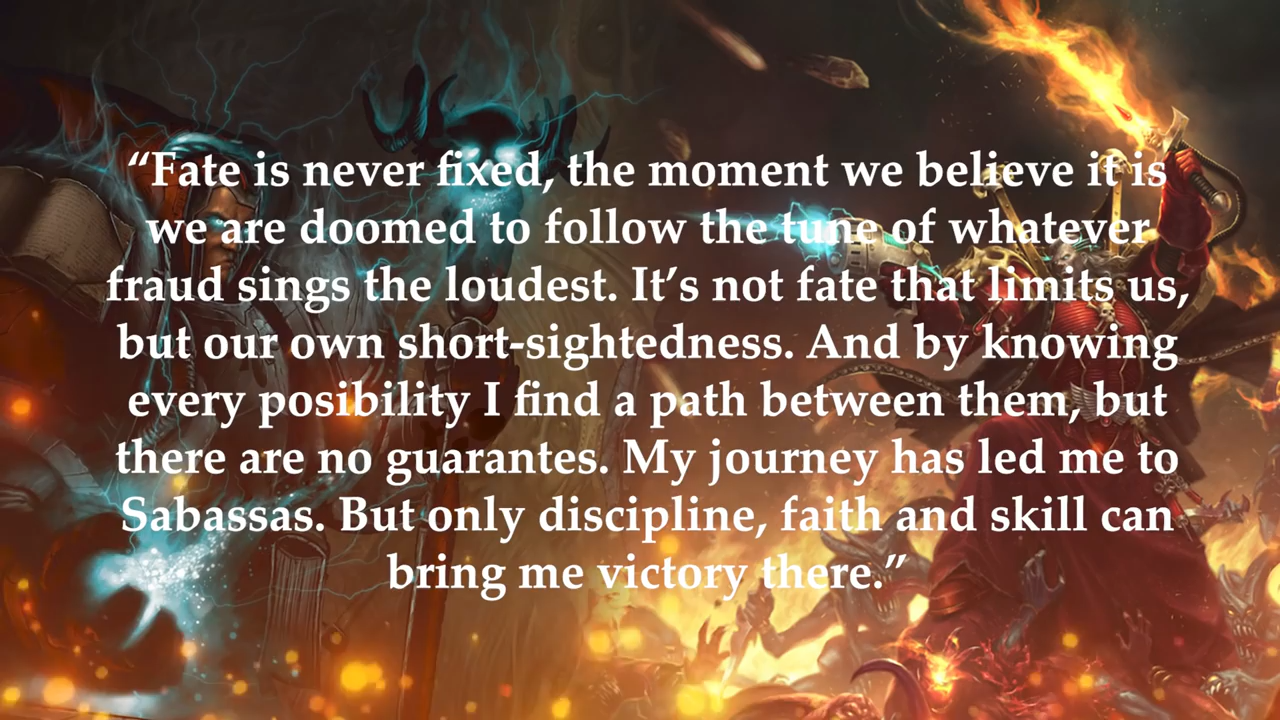 “Fate is never fixed, the moment we believe it is
we are doomed to follow the tune of whatever
fraud sings the loudest. It’s not fate that limits us,
but our own short-sightedness. And by knowing
every posibility I find a path between them, but
there are no guarantes. My journey has led me to
Sabassas. But only discipline, faith and skill can
bring me victory there.”